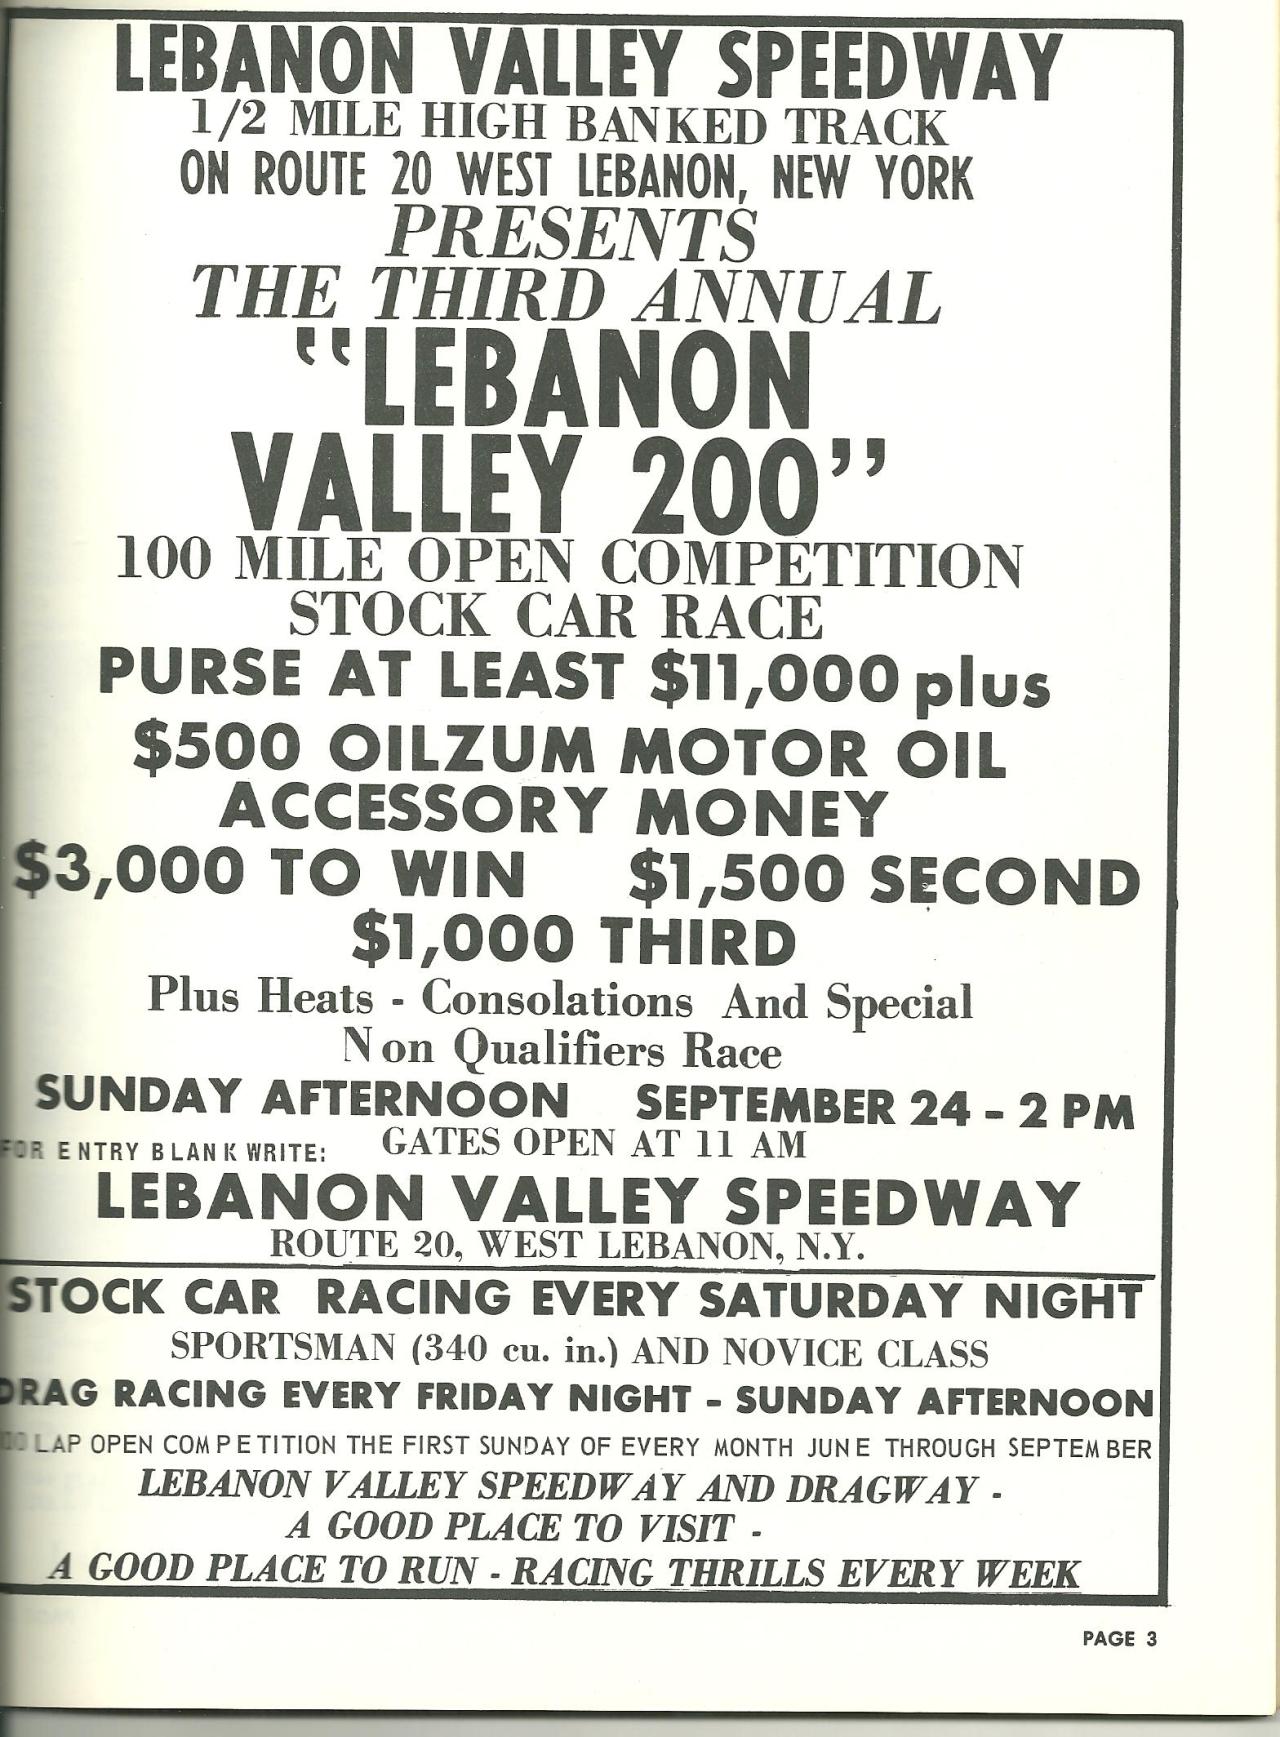 LEBANON VALLEY SPEEDWAY
1/2 MILE HIGH BANKED TRACK
ON ROUTE 20 WEST LEBANON, NEW YORK
PRESENTS
THE THIRD ANNUAL
"LEBANON
VALLEY 200"
100 MILE OPEN COMPETITION
STOCK CAR RACE
PURSE AT LEAST $11,000 plus
$500 OILZUM MOTOR OIL
ACCESSORY MONEY
$3,000 TO WIN $1,500 SECOND
$1,000 THIRD
Plus Heats - Consolations And Special
Non Qualifiers Race
SUNDAY AFTERNOON SEPTEMBER 24 - 2 PM
GATES OPEN AT 11 AM
FOR ENTRY BLANK WRITE:
LEBANON VALLEY SPEEDWAY
ROUTE 20, WEST LEBANON, N.Y.
STOCK CAR RACING EVERY SATURDAY NIGHT
SPORTSMAN (340 cu. in.) AND NOVICE CLASS
DRAG RACING EVERY FRIDAY NIGHT - SUNDAY AFTERNOON
LAP OPEN COMPETITION THE FIRST SUNDAY OF EVERY MONTH JUNE THROUGH SEPTEMBER
LEBANON VALLEY SPEEDWAY AND DRAGWAY -
A GOOD PLACE TO VISIT -
A GOOD PLACE TO RUN - RACING THRILLS EVERY WEEK
PAGE 3